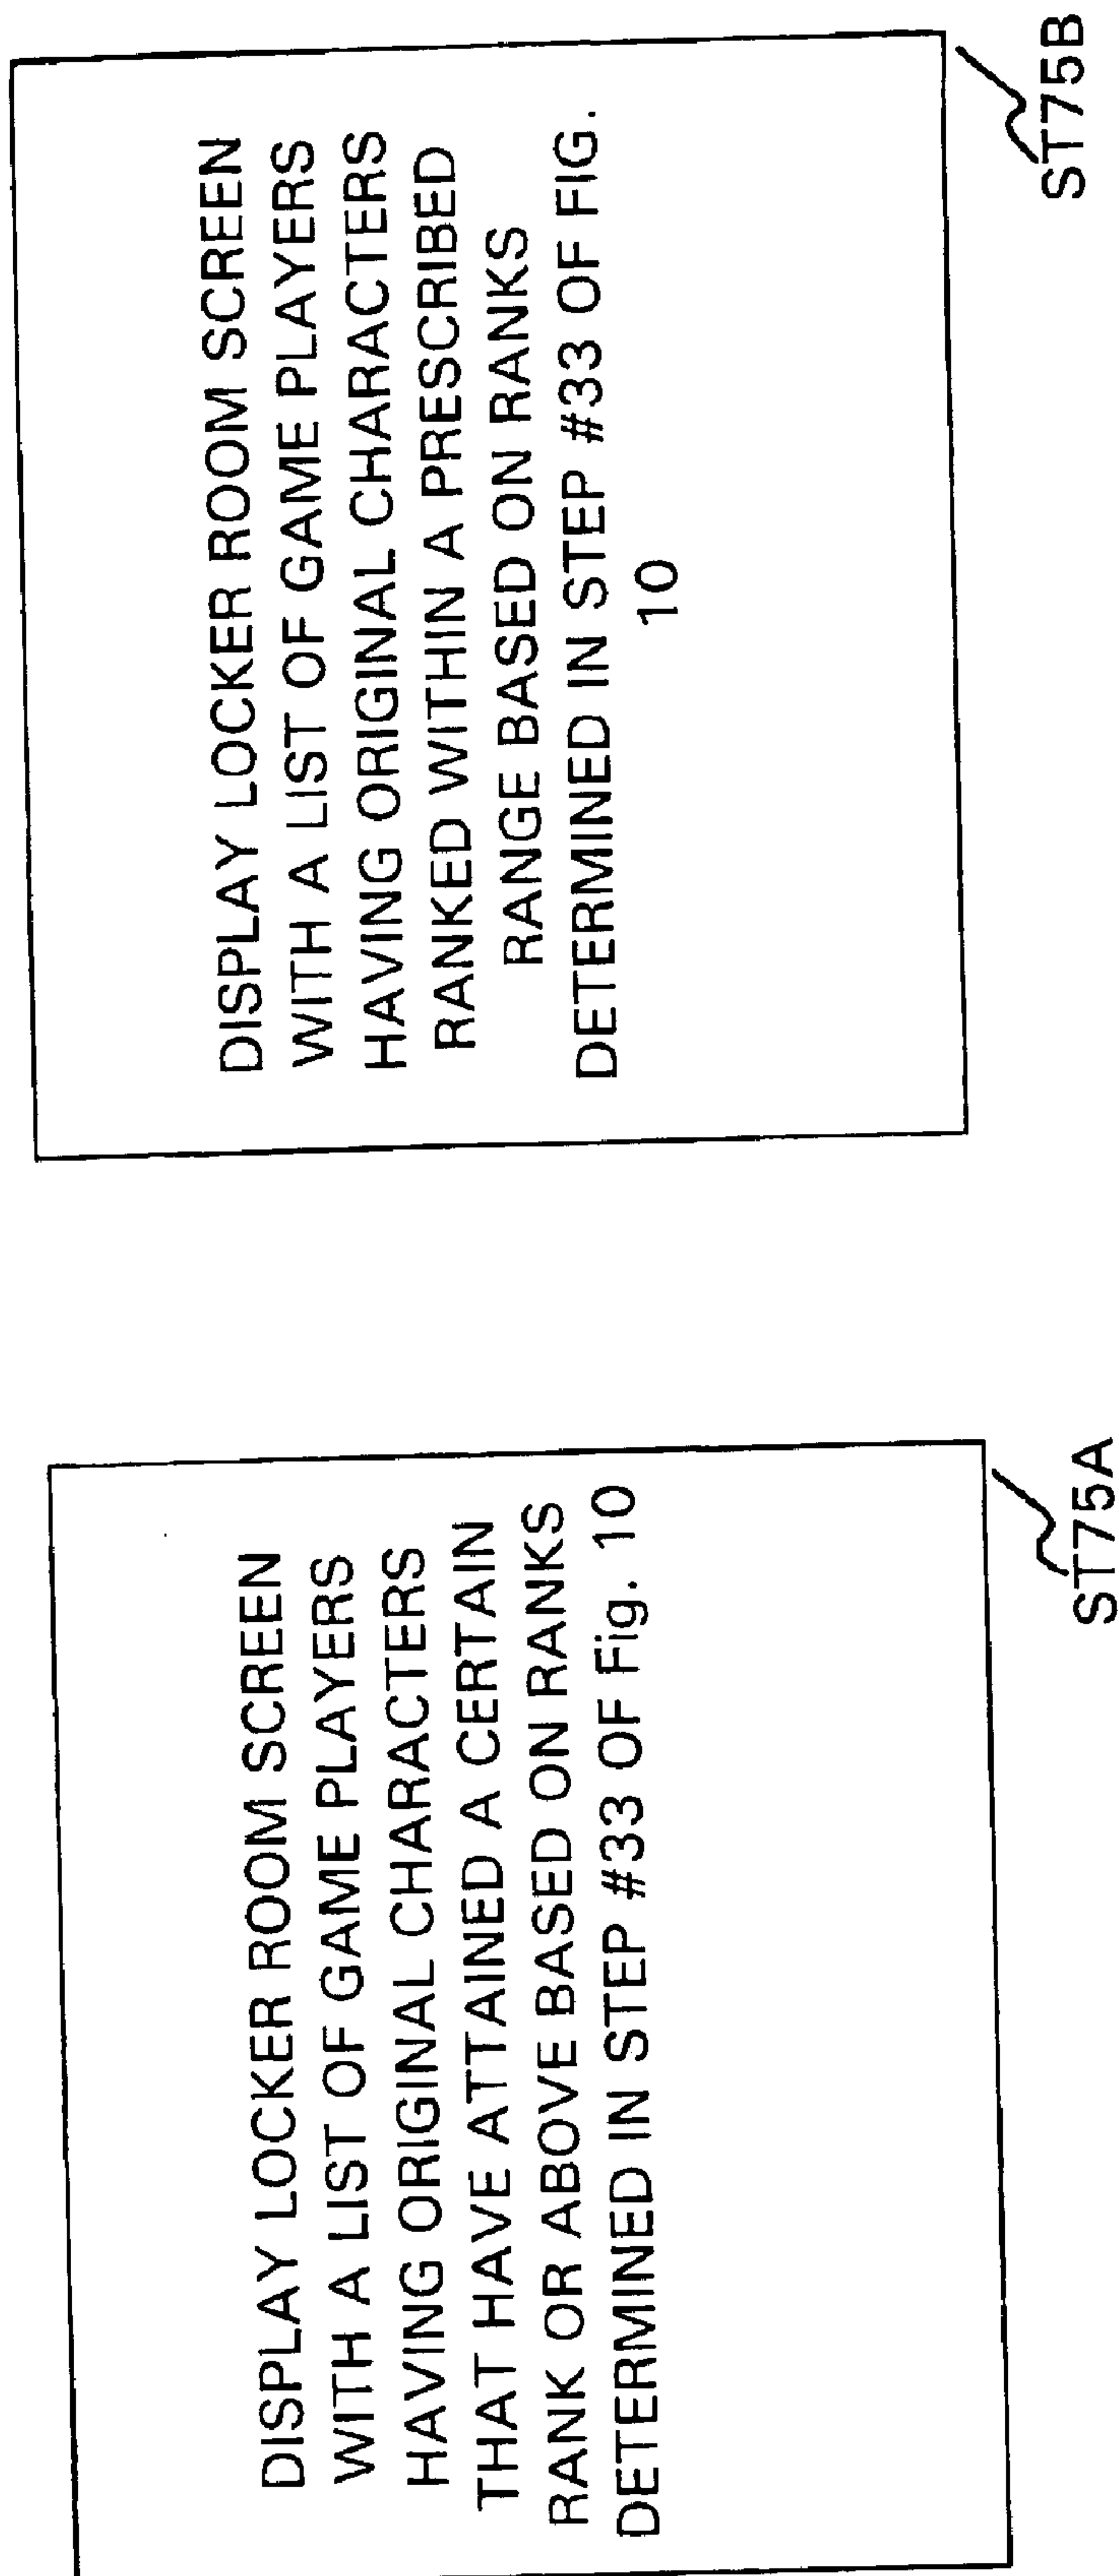 DISPLAY LOCKER ROOM SCREEN
WITH A LIST OF GAME PLAYERS
HAVING ORIGINAL CHARACTERS
THAT HAVE ATTAINED A CERTAIN
RANK OR ABOVE BASED ON RANKS
DETERMINED IN STEP #33 OF Fig. 10
ST75A
DISPLAY LOCKER ROOM SCREEN
WITH A LIST OF GAME PLAYERS
HAVING ORIGINAL CHARACTERS
RANKED WITHIN A PRESCRIBED
RANGE BASED ON RANKS
DETERMINED IN STEP #33 OF FIG.
10
ST75B